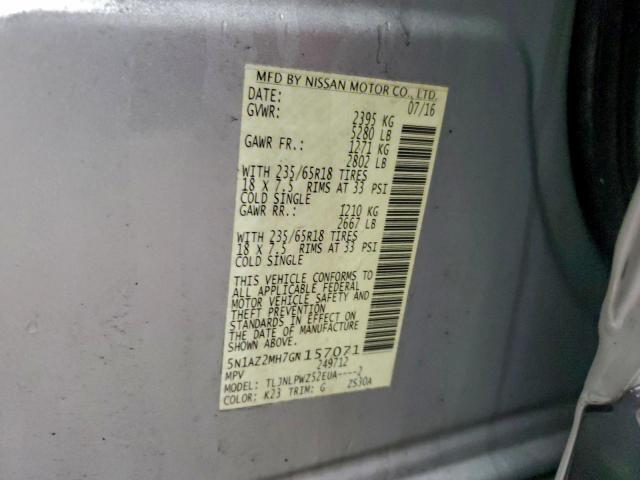 MFD BY NISSAN MOTOR CO., LTD.
DATE: 07/16
GVWR: 2395 KG
5280 LB
GAWR FR.: 1271 KG
2802 LB
WITH 235/65R18 TIRES
18 X 7.5 RIMS AT 33 PSI
COLD SINGLE
GAWR RR.: 1210 KG
2667 LB
WITH 235/65R18 TIRES
18 X 7.5 RIMS AT 33 PSI
COLD SINGLE
THIS VEHICLE CONFORMS TO
ALL APPLICABLE FEDERAL
MOTOR VEHICLE SAFETY AND
THEFT PREVENTION
STANDARDS IN EFFECT ON
THE DATE OF MANUFACTURE
SHOWN ABOVE.
5N1AZ2MH7GN157071
MPV 249712
MODEL: TLJNLPWZ52EUA----2
COLOR: K23 TRIM: G ZS30A